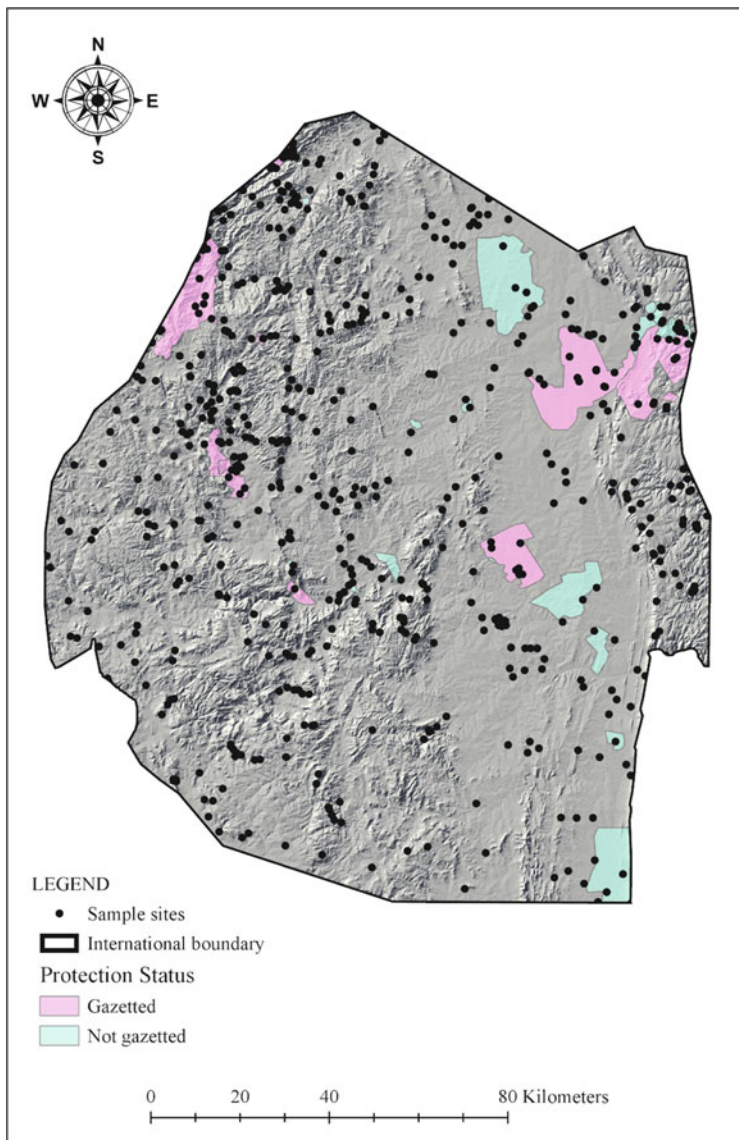 N
W E
S
LEGEND
Sample sites
International boundary
Protection Status
Gazetted
Not gazetted
0 20 40 80 Kilometers